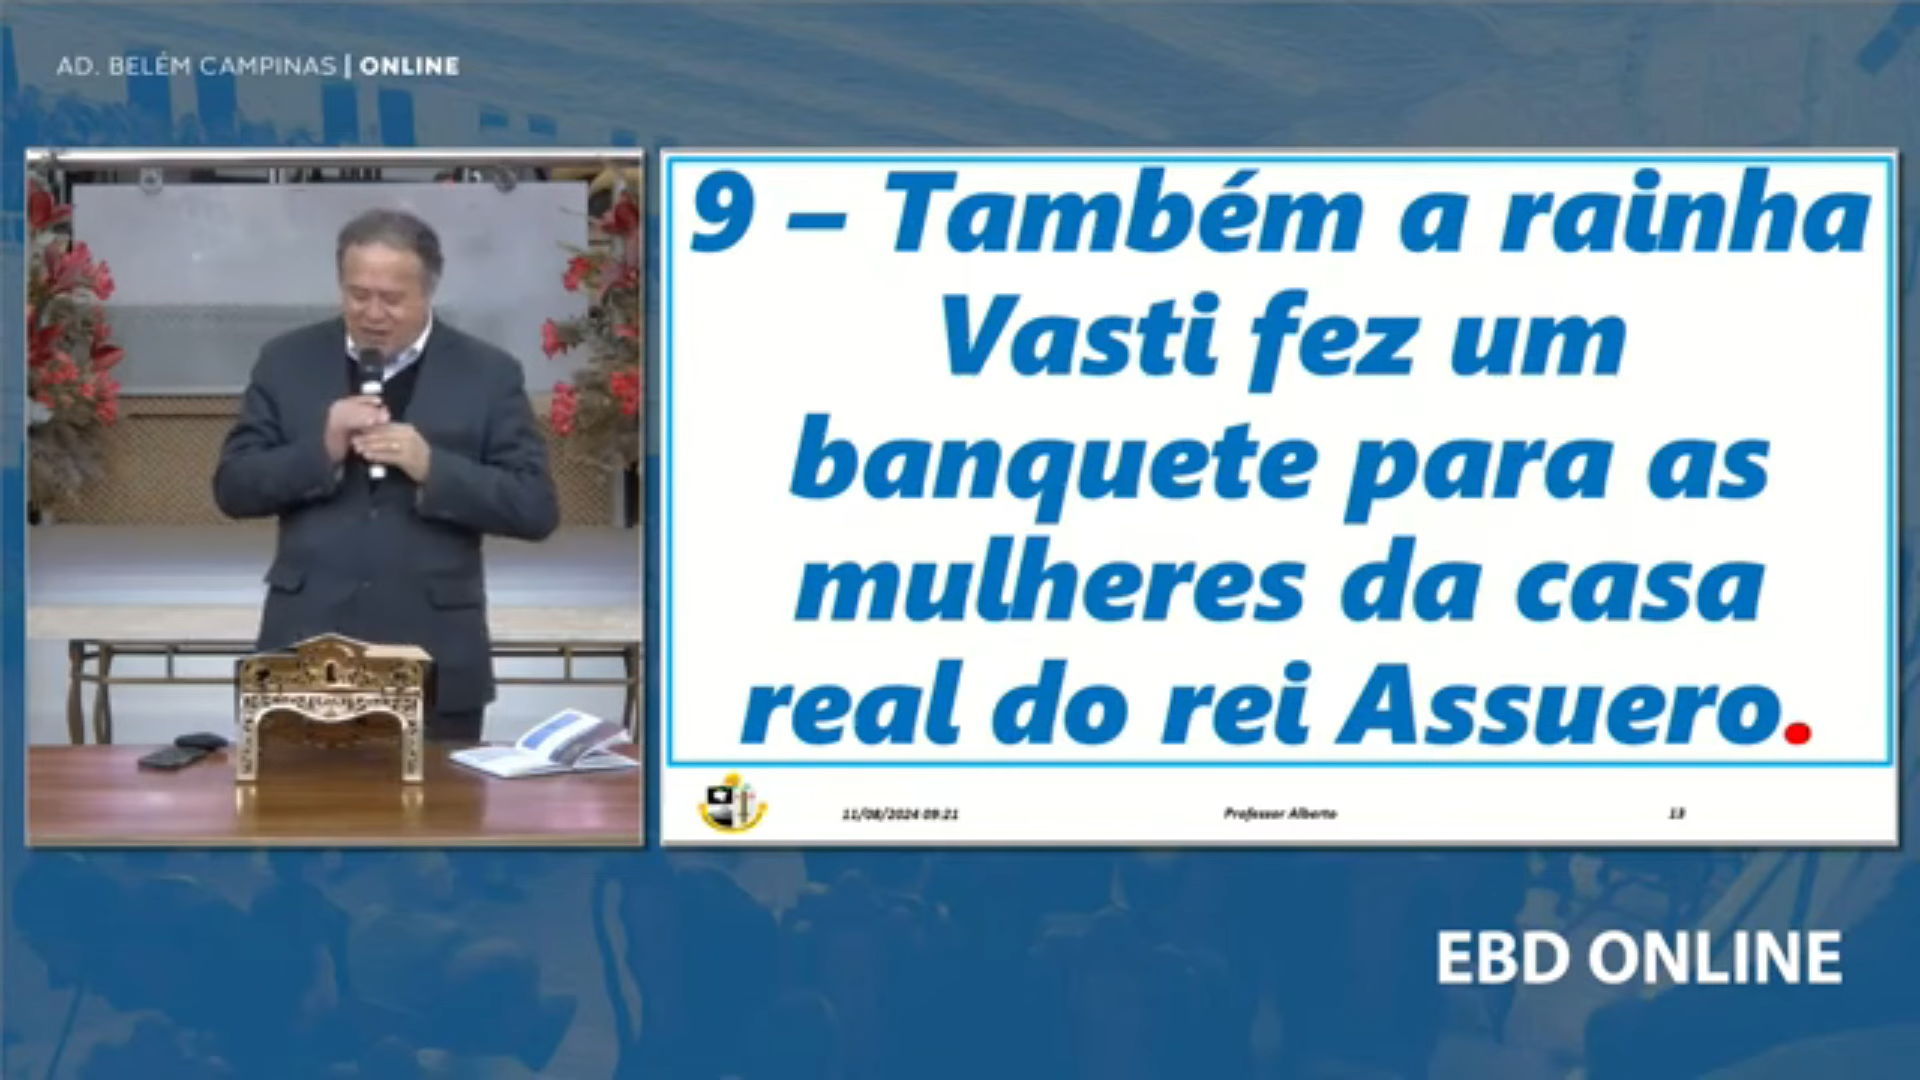 AD. BELÉM CAMPINAS | ONLINE
9 – Também a rainha
Vasti fez um
banquete para as
mulheres da casa
real do rei Assuero.
11/08/2024 09:21
Professor Alberto
13
EBD ONLINE